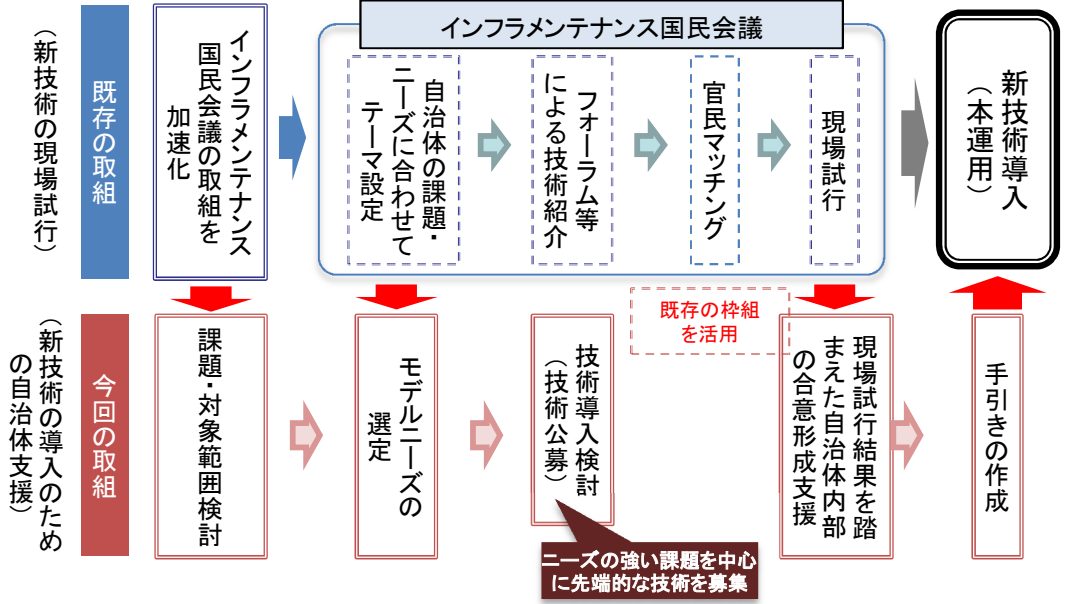 既存の取組
(新技術の現場試行)
インフラメンテナンス
国民会議の取組を
加速化
インフラメンテナンス国民会議
自治体の課題・
ニーズに合わせて
テーマ設定
フォーラム等
による技術紹介
官民マッチング
現場試行
新技術導入
(本運用)
今回の取組
(新技術の導入のため
の自治体支援)
課題・対象範囲検討
モデルニーズの
選定
技術導入検討
(技術公募)
ニーズの強い課題を中心
に先端的な技術を募集
既存の枠組
を活用
現場試行結果を踏
まえた自治体内部
の合意形成支援
手引きの作成